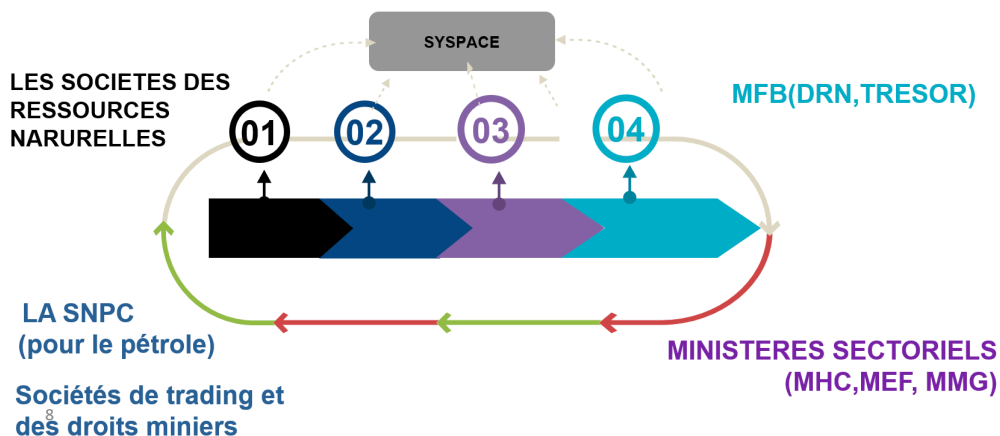 SYSPACE
LES SOCIETES DES
RESSOURCES
NARURELLES
MFB(DRN,TRESOR)
01
02
03
04
LA SNPC
(pour le pétrole)
MINISTERES SECTORIELS
(MHC,MEF, MMG)
Sociétés de trading et
8
des droits miniers